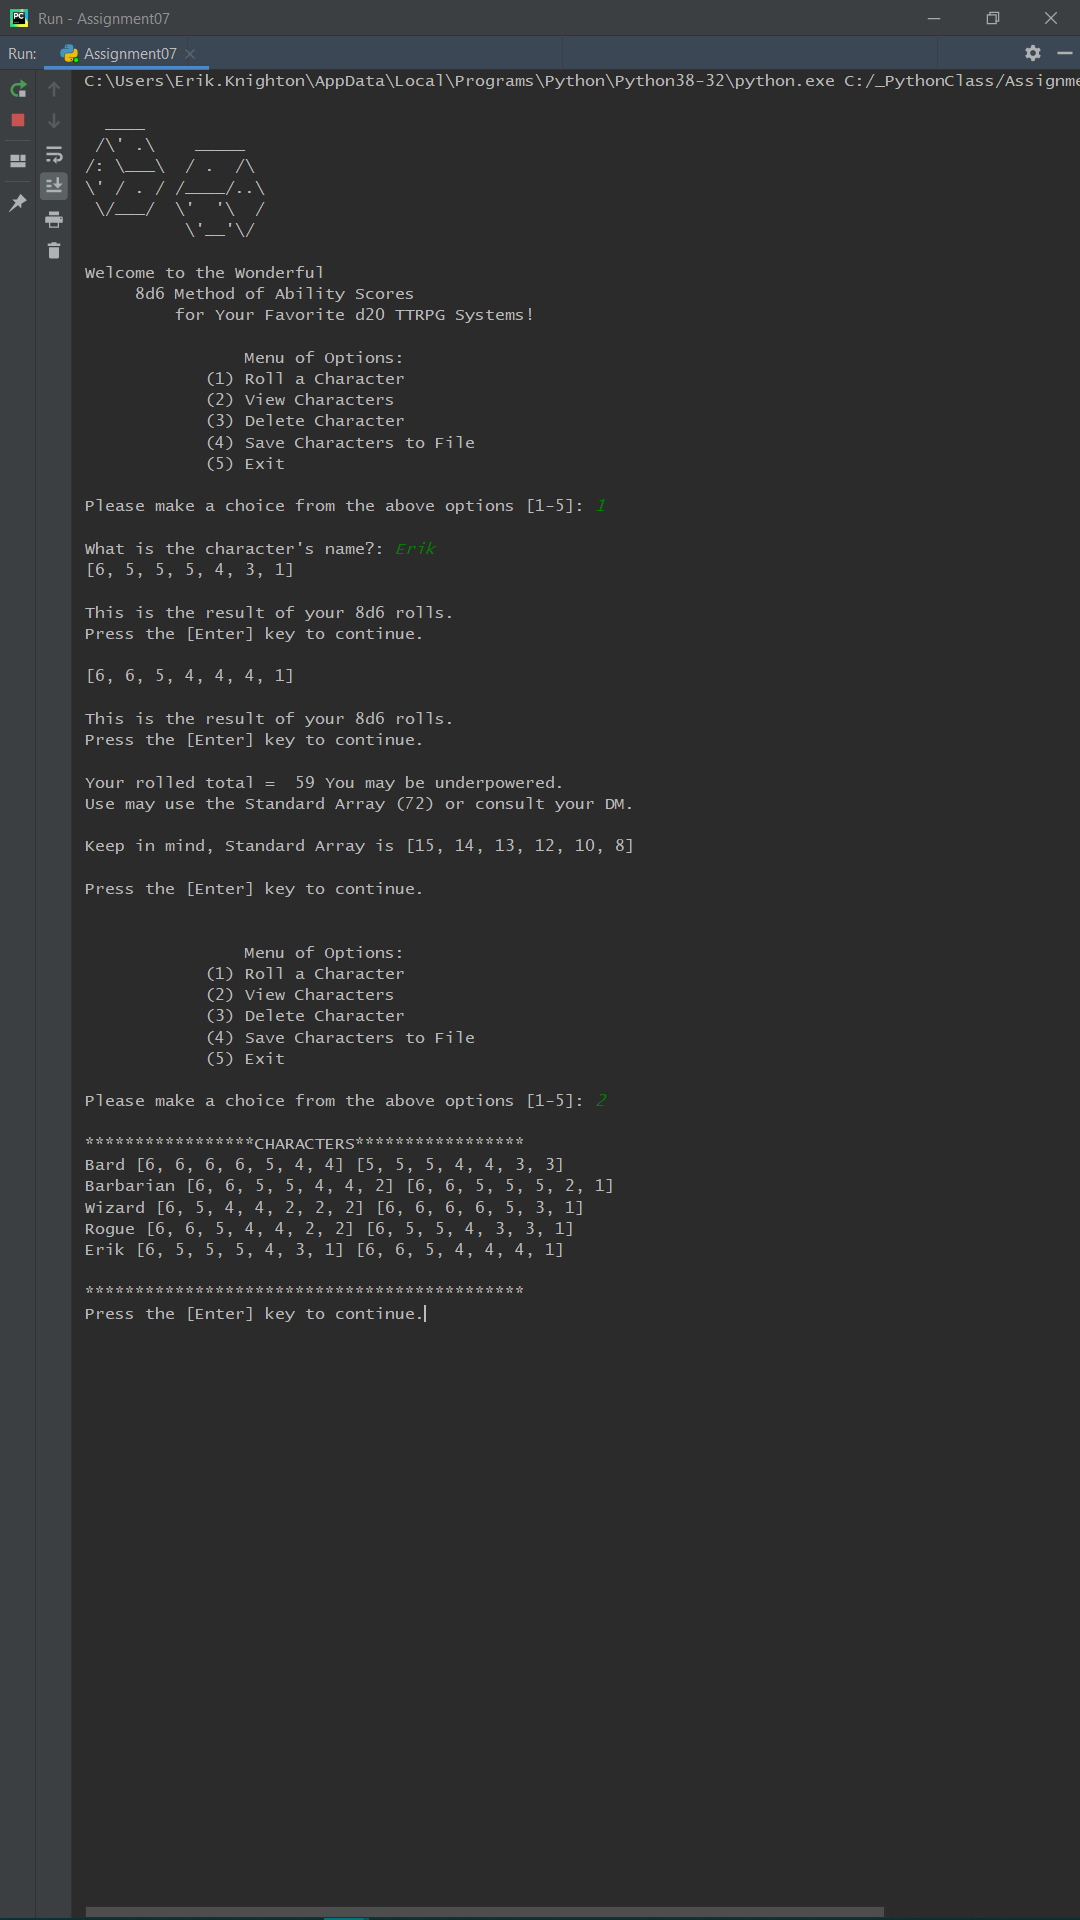 Run - Assignment07
Run: Assignment07
C:\Users\Erik.Knighton\AppData\Local\Programs\Python\Python38-32\python.exe C:/_PythonClass/Assignme
  ____
 /\' .\    _____
/: \___\  / .  /\
\' / . / /____/..\
 \/___/  \'  '\  /
          \'__'\/
Welcome to the Wonderful
8d6 Method of Ability Scores
for Your Favorite d20 TTRPG Systems!
Menu of Options:
(1) Roll a Character
(2) View Characters
(3) Delete Character
(4) Save Characters to File
(5) Exit
Please make a choice from the above options [1-5]: 1
What is the character's name?: Erik
[6, 5, 5, 5, 4, 3, 1]
This is the result of your 8d6 rolls.
Press the [Enter] key to continue.
[6, 6, 5, 4, 4, 4, 1]
This is the result of your 8d6 rolls.
Press the [Enter] key to continue.
Your rolled total =  59 You may be underpowered.
Use may use the Standard Array (72) or consult your DM.
Keep in mind, Standard Array is [15, 14, 13, 12, 10, 8]
Press the [Enter] key to continue.
Menu of Options:
(1) Roll a Character
(2) View Characters
(3) Delete Character
(4) Save Characters to File
(5) Exit
Please make a choice from the above options [1-5]: 2
*****************CHARACTERS*****************
Bard [6, 6, 6, 6, 5, 4, 4] [5, 5, 5, 4, 4, 3, 3]
Barbarian [6, 6, 5, 5, 4, 4, 2] [6, 6, 5, 5, 5, 2, 1]
Wizard [6, 5, 4, 4, 2, 2, 2] [6, 6, 6, 6, 5, 3, 1]
Rogue [6, 6, 5, 4, 4, 2, 2] [6, 5, 5, 4, 3, 3, 1]
Erik [6, 5, 5, 5, 4, 3, 1] [6, 6, 5, 4, 4, 4, 1]
********************************************
Press the [Enter] key to continue.